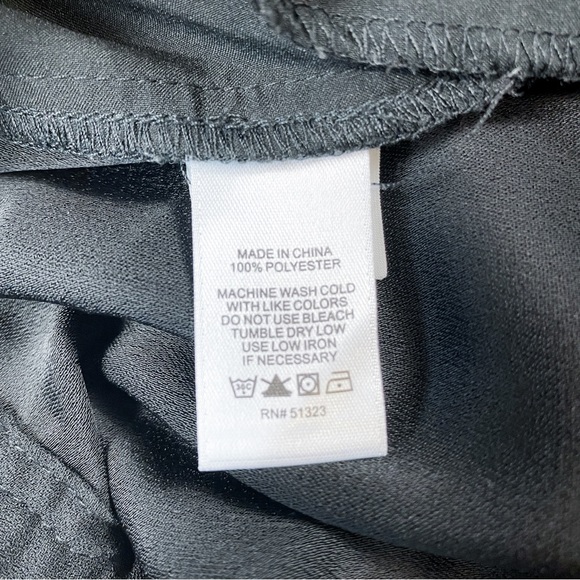 MADE IN CHINA
100% POLYESTER
MACHINE WASH COLD
WITH LIKE COLORS
DO NOT USE BLEACH
TUMBLE DRY LOW
USE LOW IRON
IF NECESSARY
RN# 51323